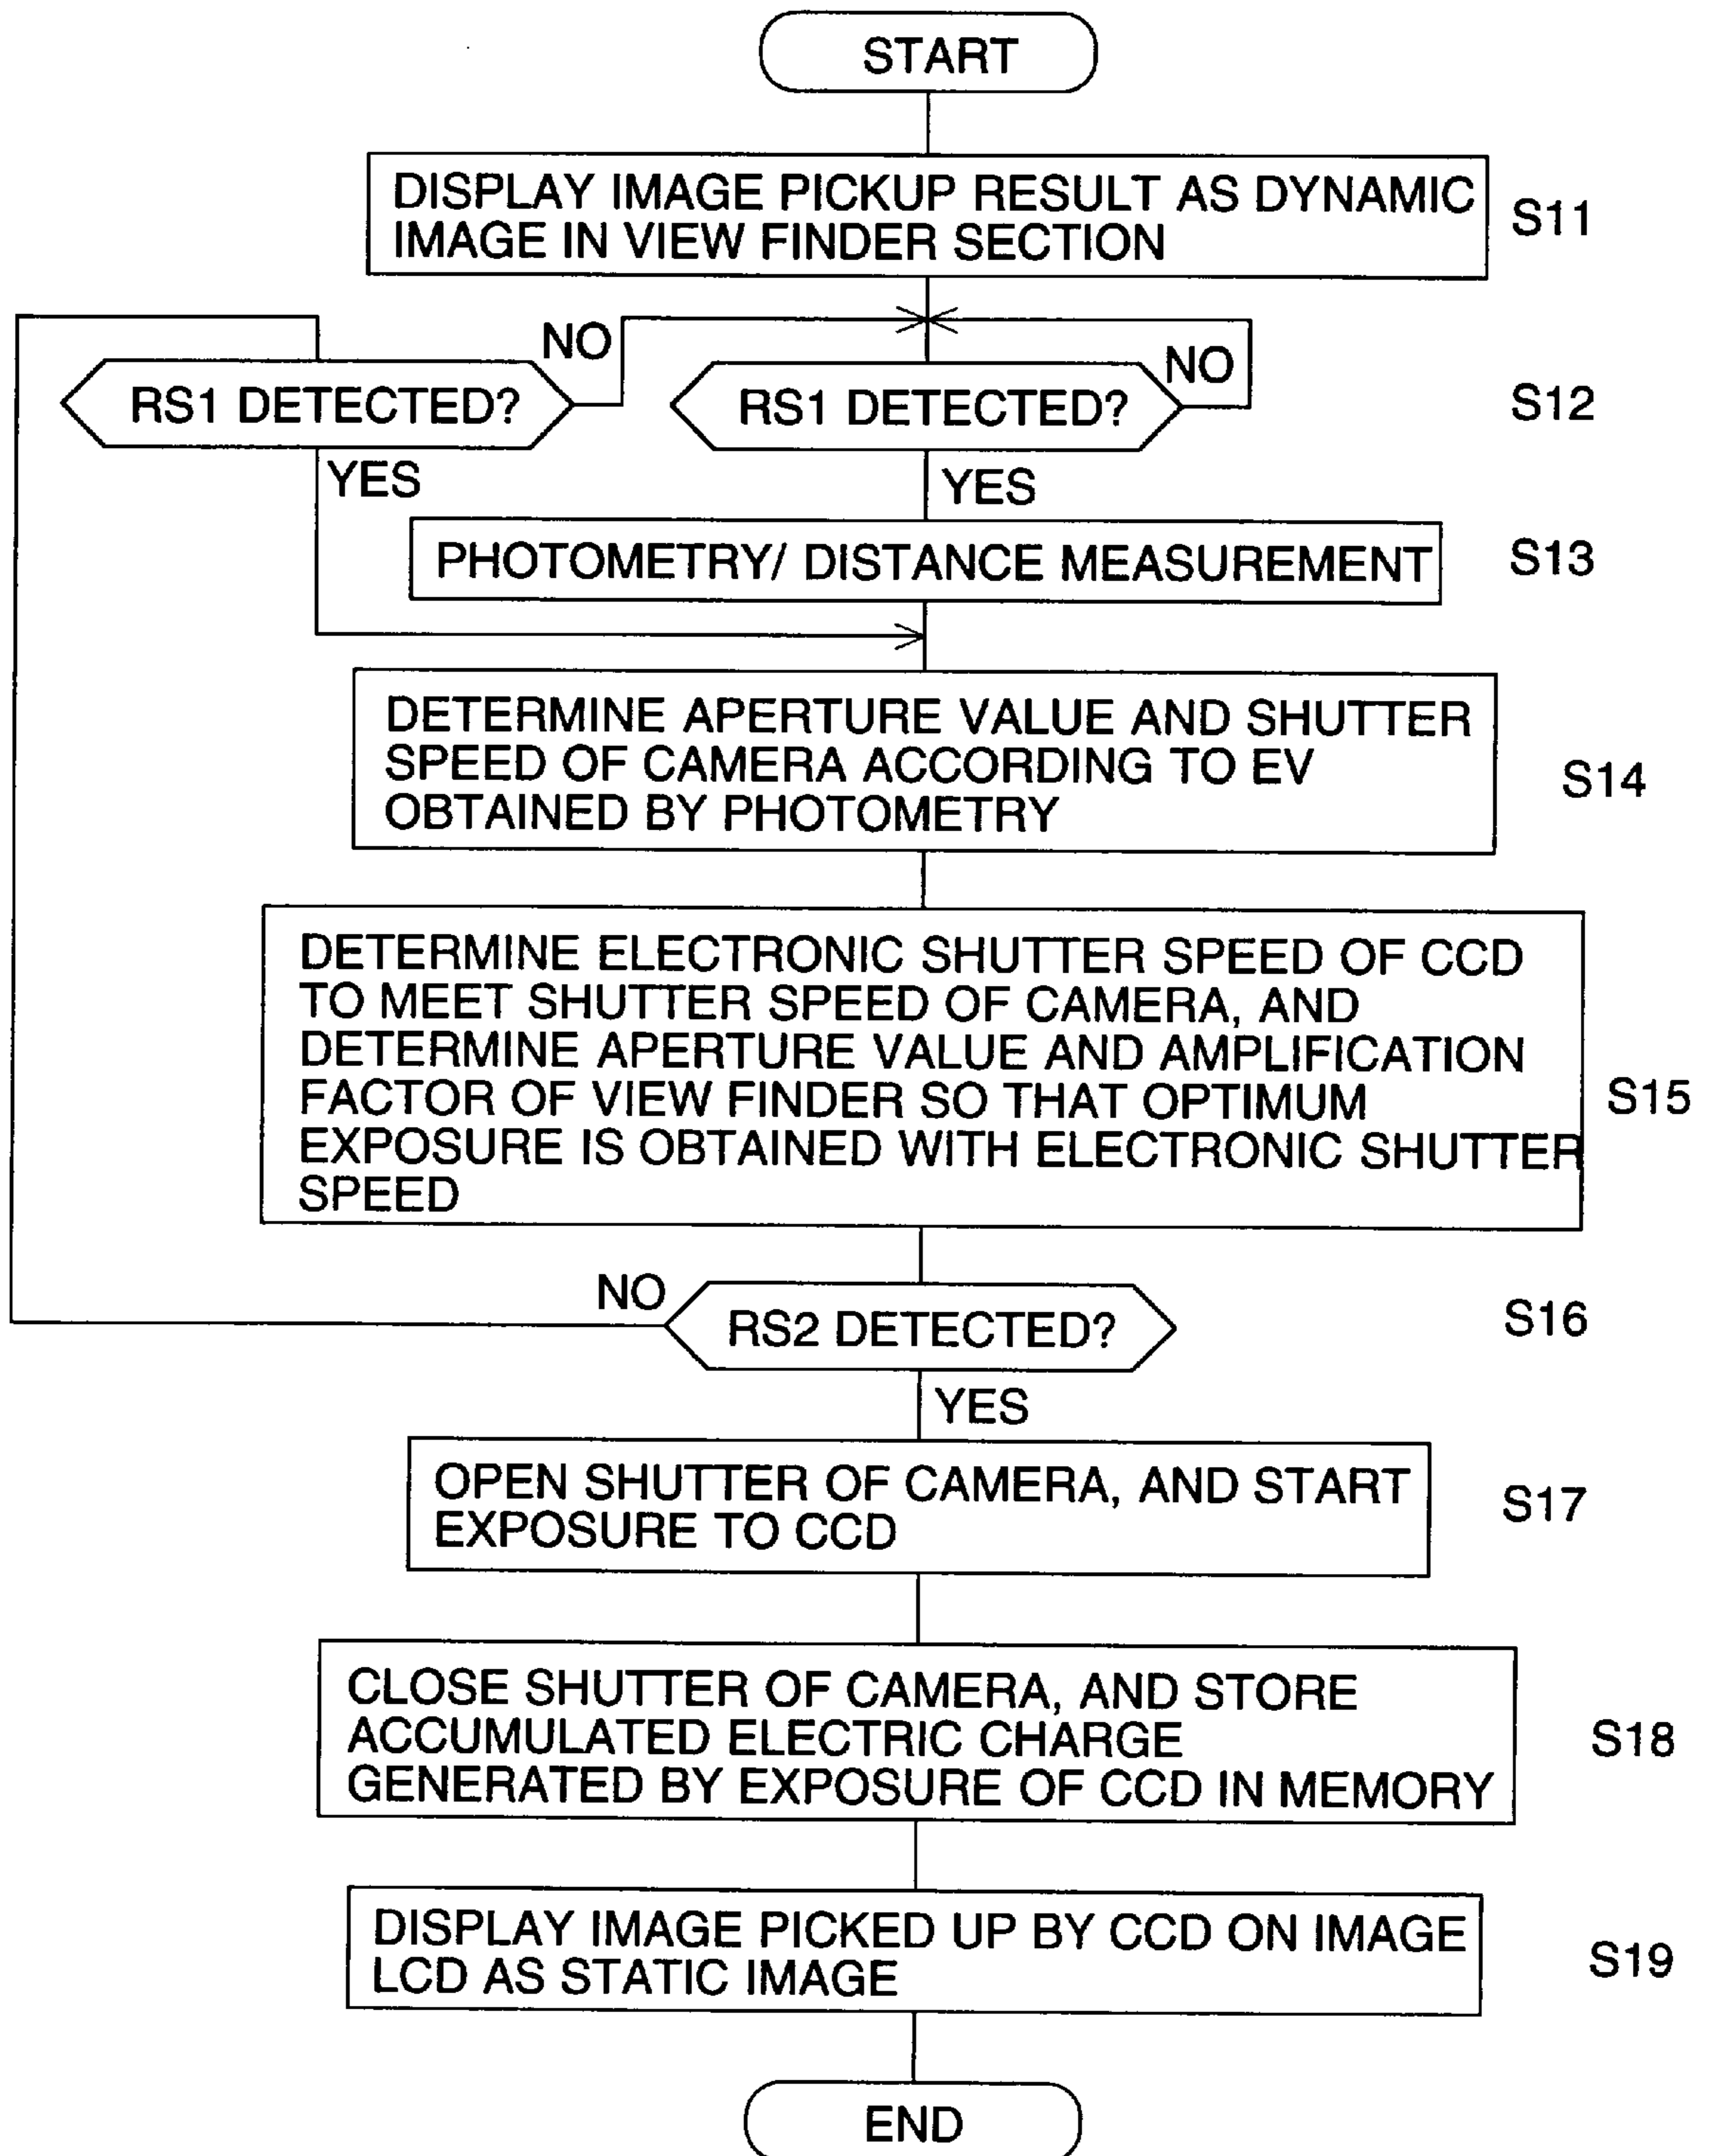 START
DISPLAY IMAGE PICKUP RESULT AS DYNAMIC
IMAGE IN VIEW FINDER SECTION
S11
NO
NO
RS1 DETECTED?
RS1 DETECTED?
S12
YES
YES
PHOTOMETRY/ DISTANCE MEASUREMENT
S13
DETERMINE APERTURE VALUE AND SHUTTER
SPEED OF CAMERA ACCORDING TO EV
OBTAINED BY PHOTOMETRY
S14
DETERMINE ELECTRONIC SHUTTER SPEED OF CCD
TO MEET SHUTTER SPEED OF CAMERA, AND
DETERMINE APERTURE VALUE AND AMPLIFICATION
FACTOR OF VIEW FINDER SO THAT OPTIMUM
EXPOSURE IS OBTAINED WITH ELECTRONIC SHUTTER
SPEED
S15
NO
RS2 DETECTED?
S16
YES
OPEN SHUTTER OF CAMERA, AND START
EXPOSURE TO CCD
S17
CLOSE SHUTTER OF CAMERA, AND STORE
ACCUMULATED ELECTRIC CHARGE
GENERATED BY EXPOSURE OF CCD IN MEMORY
S18
DISPLAY IMAGE PICKED UP BY CCD ON IMAGE
LCD AS STATIC IMAGE
S19
END